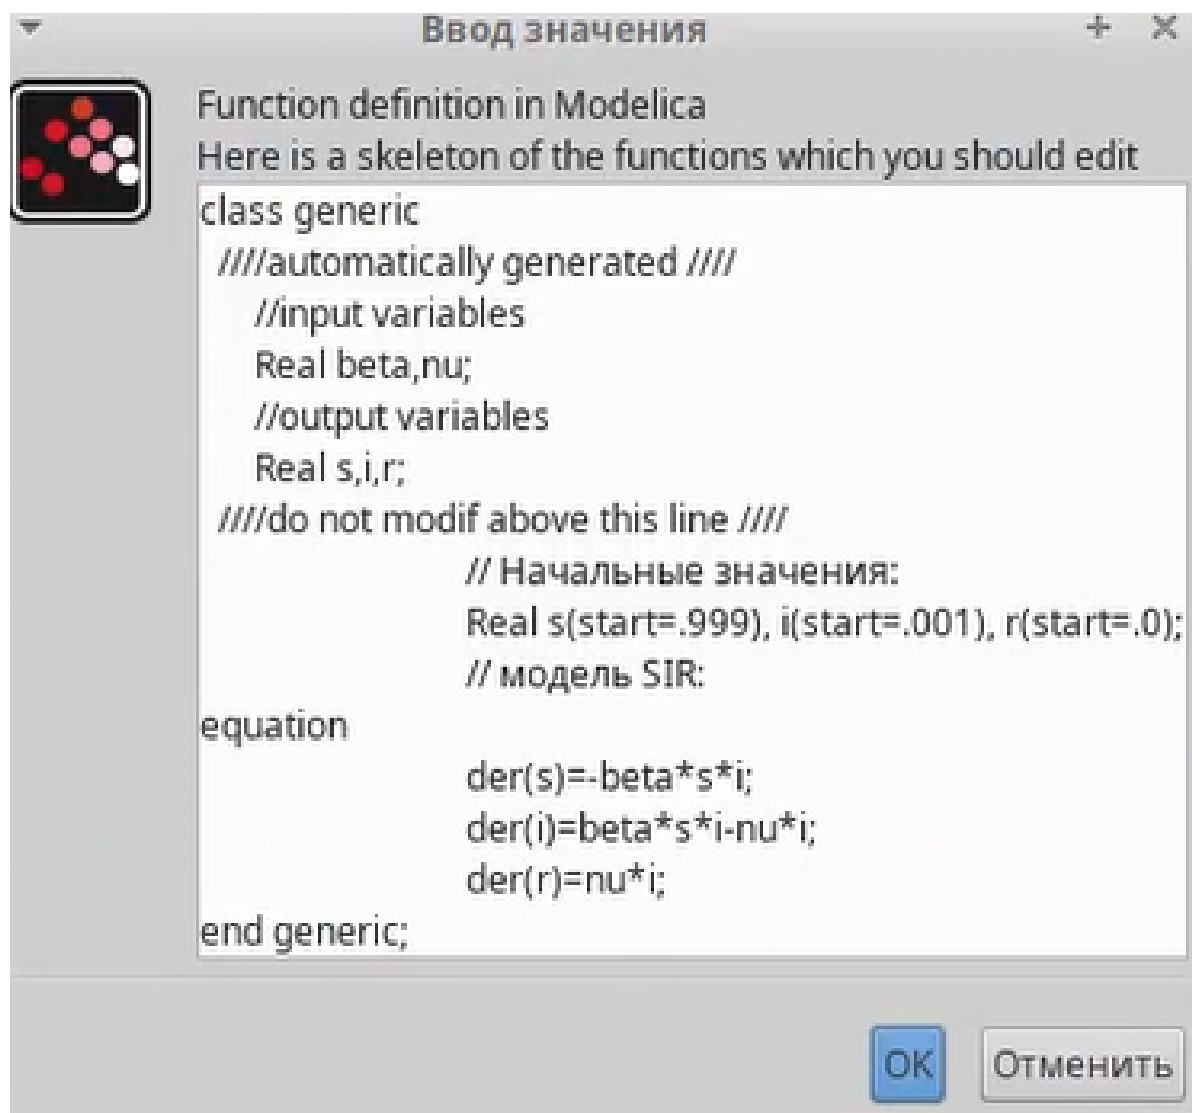 Ввод значения
Function definition in Modelica
Here is a skeleton of the functions which you should edit
class generic
////automatically generated ////
//input variables
Real beta,nu;
//output variables
Real s,i,r;
////do not modif above this line ////
// Начальные значения:
Real s(start=.999), i(start=.001), r(start=.0);
// модель SIR:
equation
der(s)=-beta*s*i;
der(i)=beta*s*i-nu*i;
der(r)=nu*i;
end generic;
OK Отменить